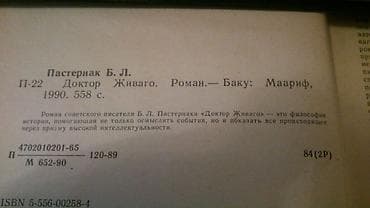 Пастернак Б. Л.
П-22 Доктор Живаго. Роман.— Баку: Маариф,
1990. 558 с.
Роман советского писателя Б. Л. Пастернака «Доктор Живаго» — это философия
истории, помогающая не только осмыслить события, но и показать все происходящее
через призму высокой интеллектуальности.
4702010201-65
П 120-89 84(2Р)
М 652-90
ISBN 5-556-00258-4